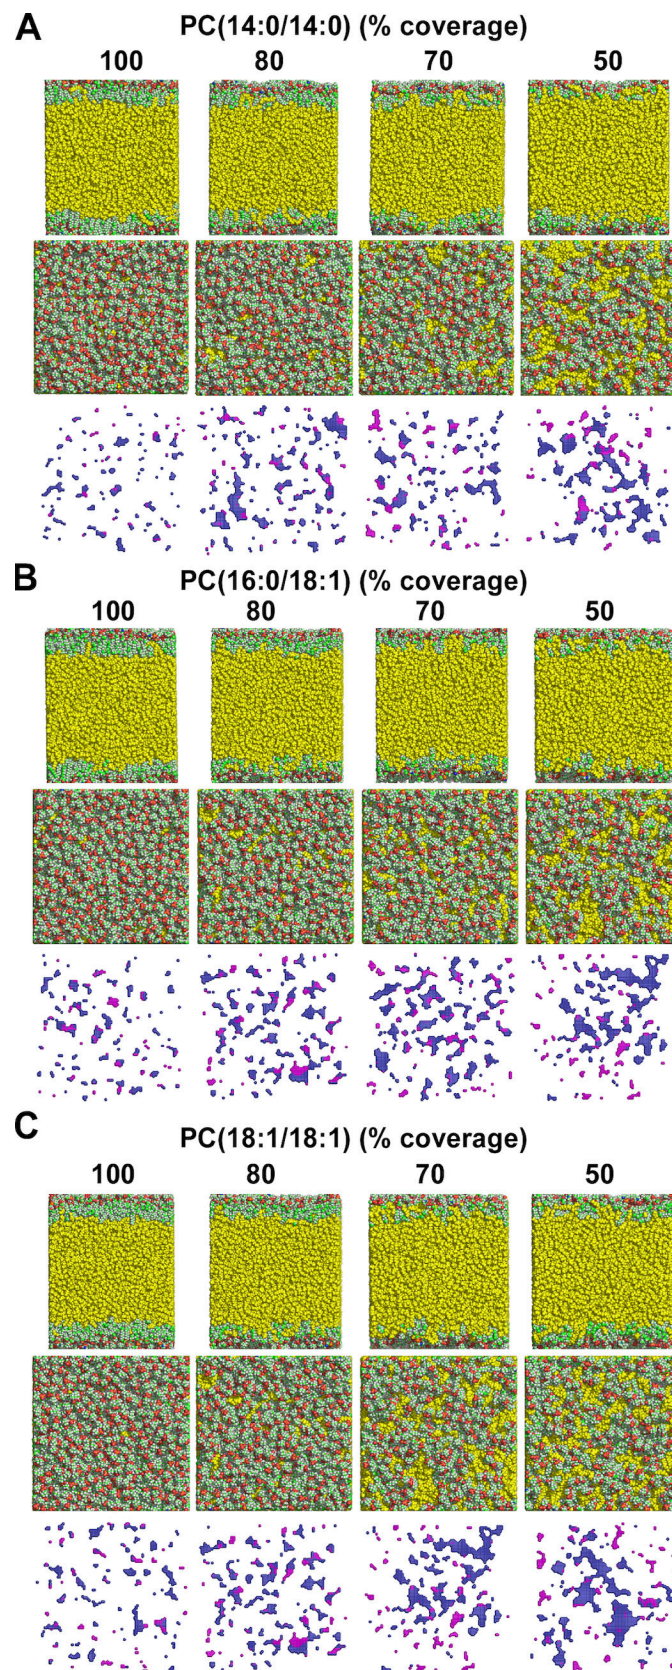 A
PC(14:0/14:0) (% coverage)
100 80 70 50
B
PC(16:0/18:1) (% coverage)
100 80 70 50
C
PC(18:1/18:1) (% coverage)
100 80 70 50